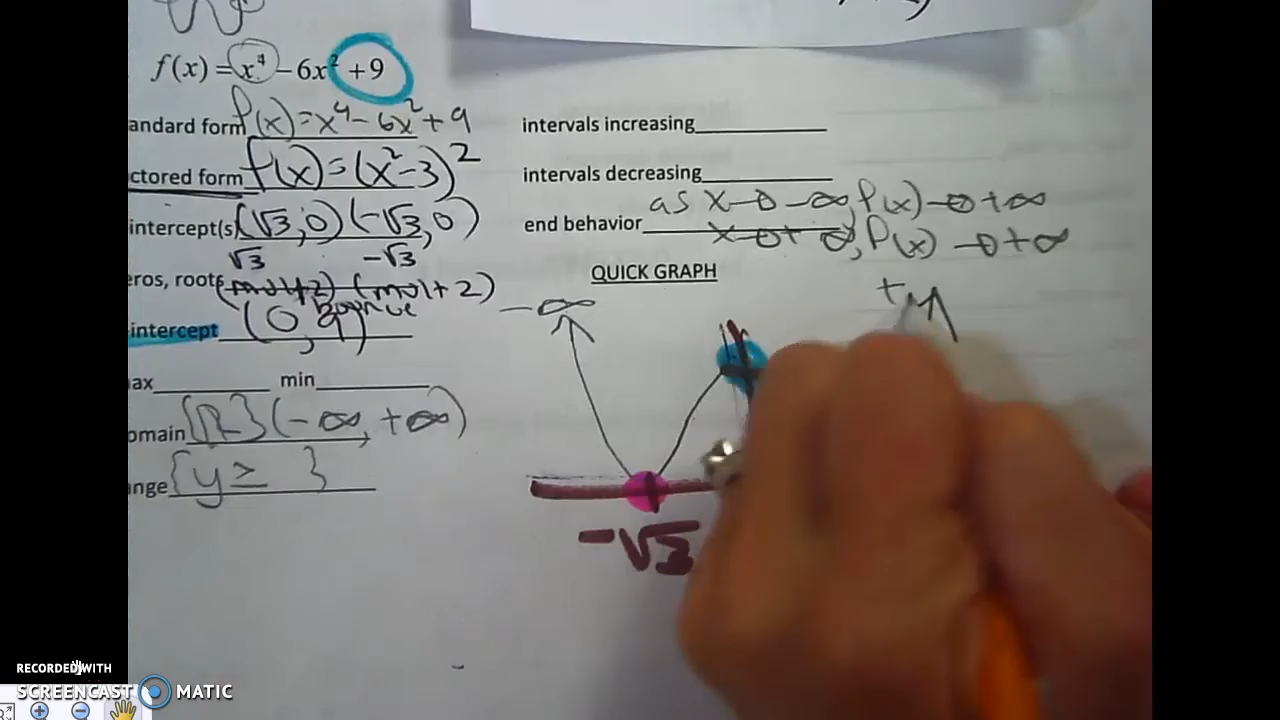 f(x) = x⁴ – 6x² +9
andard form f(x)=x⁴-6x²+9
ctored form f(x)=(x²-3)²
intercept(s) (√3,0) (-√3,0)
√3 -√3
eros, roots (mult 2) (mult 2)
bounce
-intercept (0,9)
ax min
omain {R} (-∞, +∞)
nge {y≥ }
intervals increasing
intervals decreasing
as x→-∞, f(x)→+∞
end behavior x→+∞, f(x)→+∞
QUICK GRAPH
-∞
+
-√3
RECORDED WITH
SCREENCAST MATIC